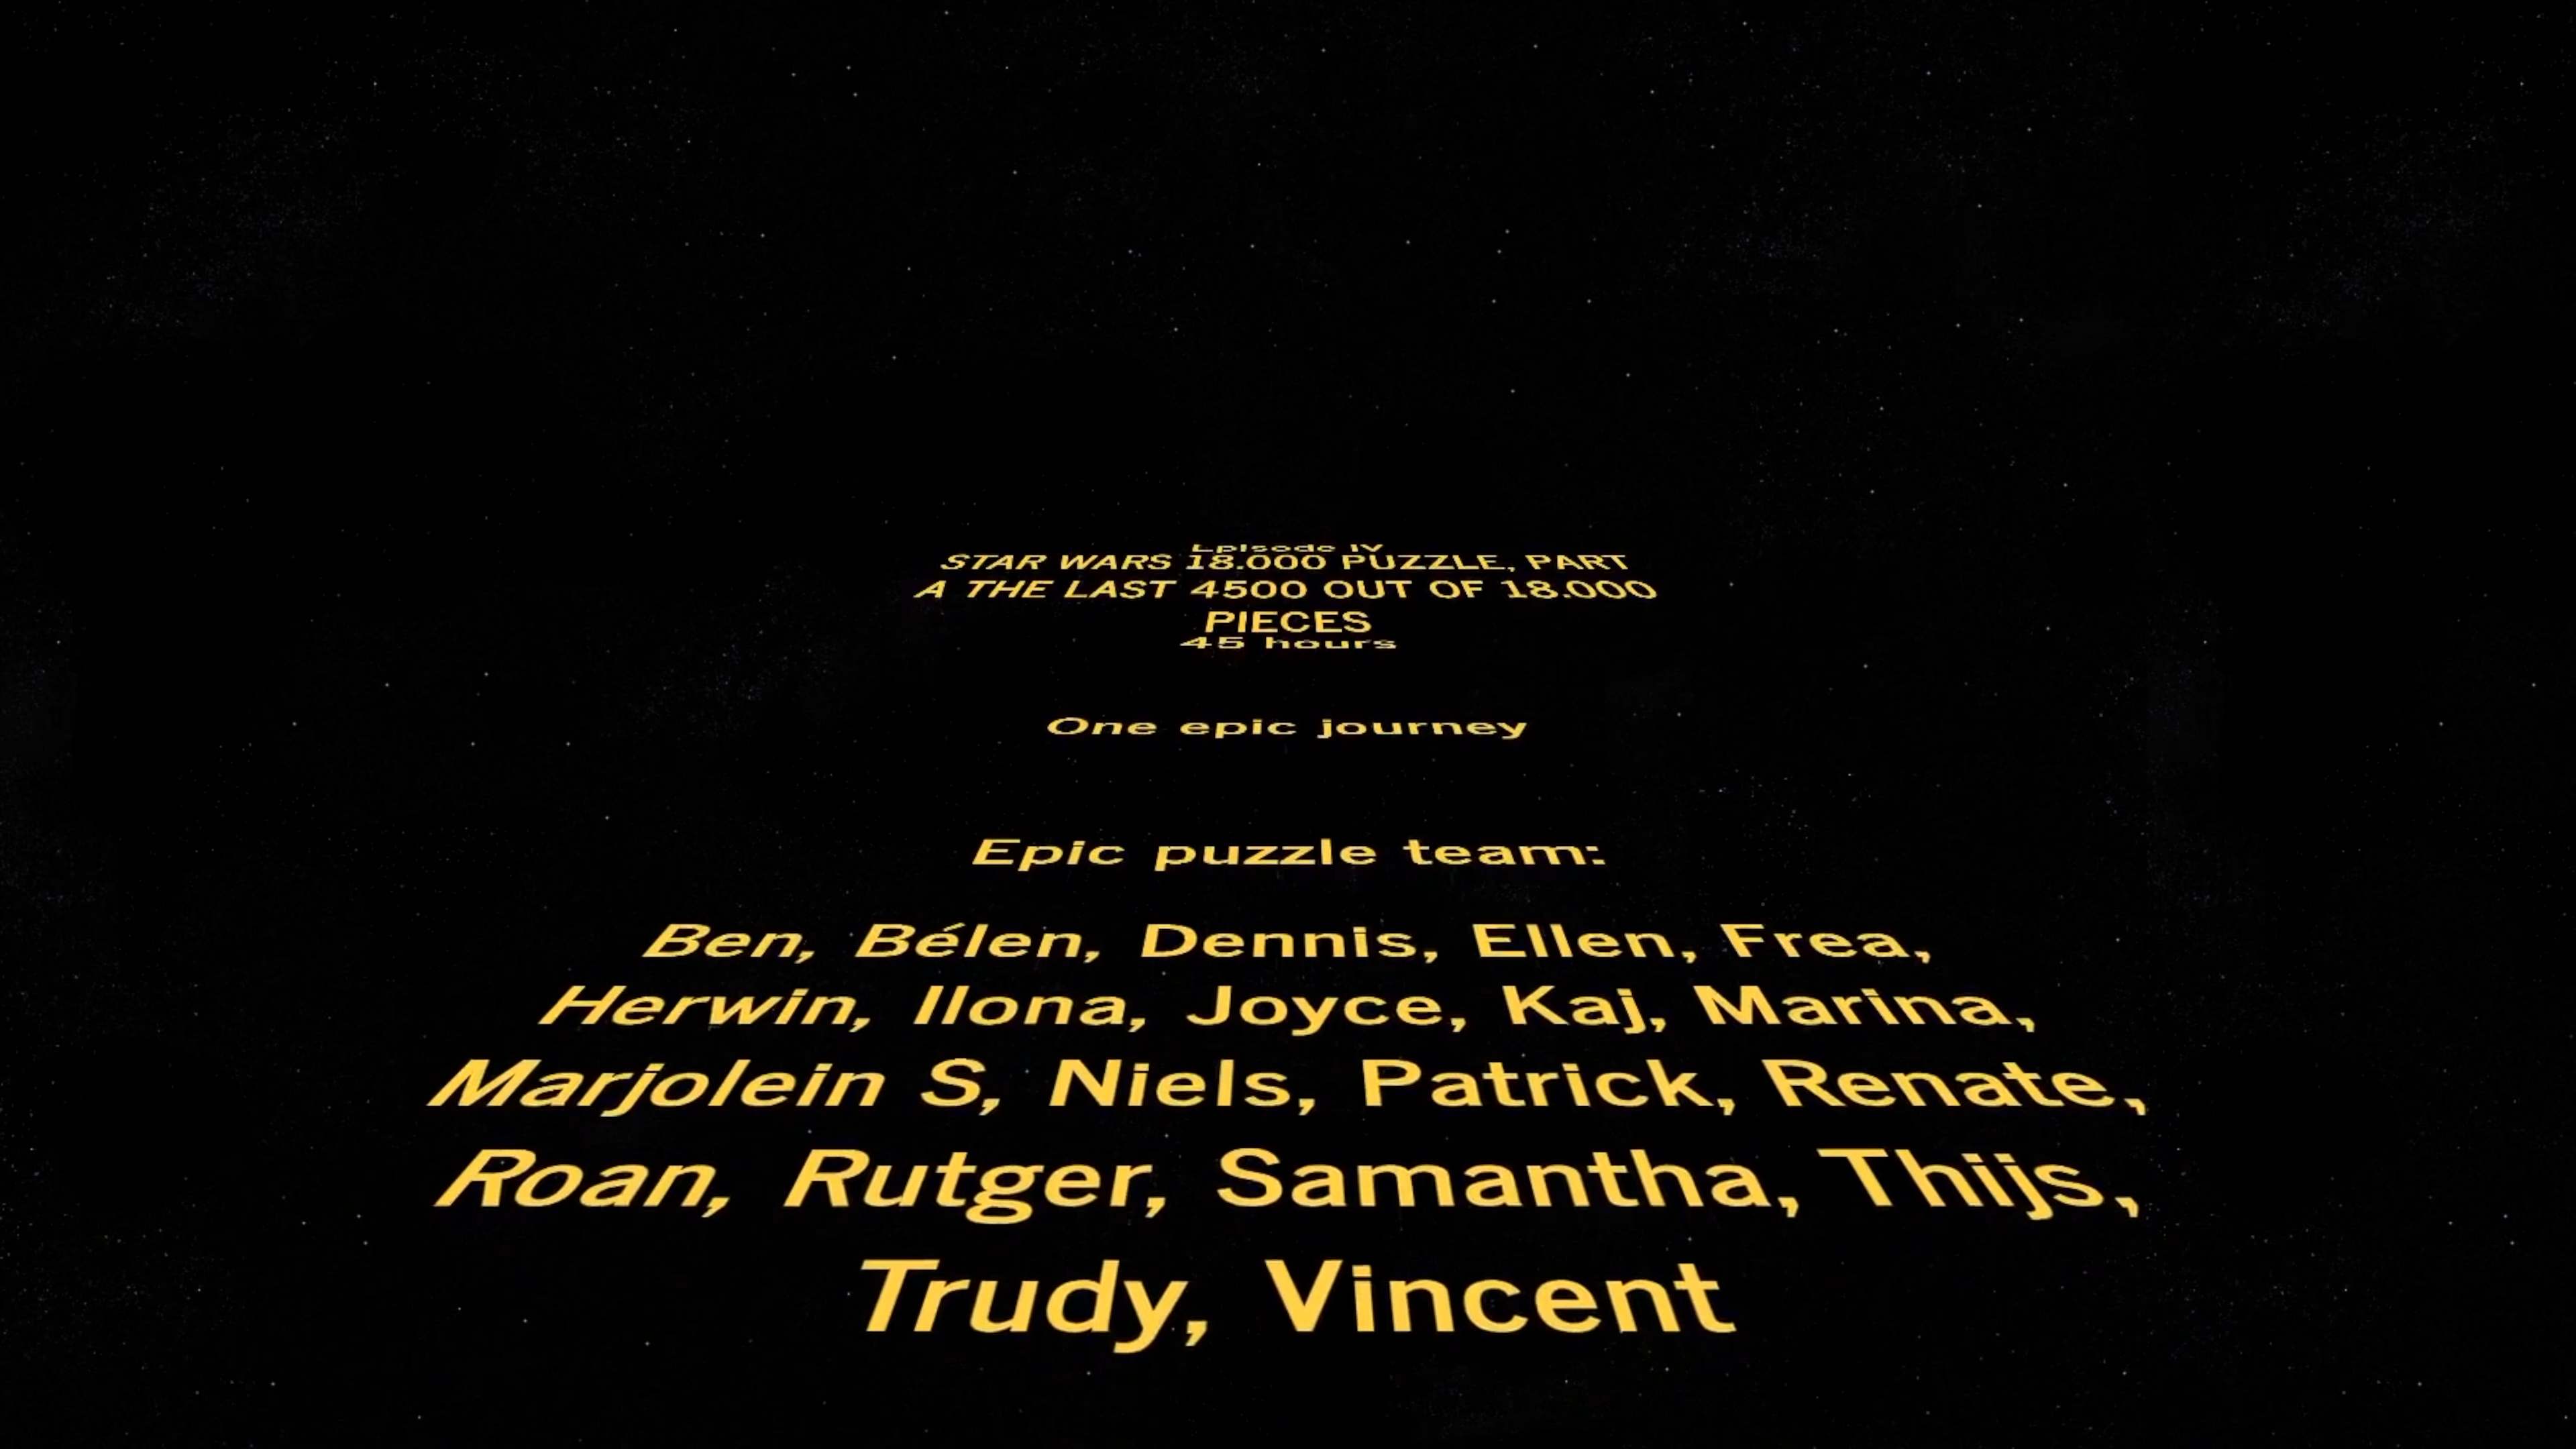 Episode IV
STAR WARS 18.000 PUZZLE, PART
A THE LAST 4500 OUT OF 18.000
PIECES
45 hours
One epic journey
Epic puzzle team:
Ben, Bélen, Dennis, Ellen, Frea,
Herwin, Ilona, Joyce, Kaj, Marina,
Marjolein S, Niels, Patrick, Renate,
Roan, Rutger, Samantha, Thijs,
Trudy, Vincent